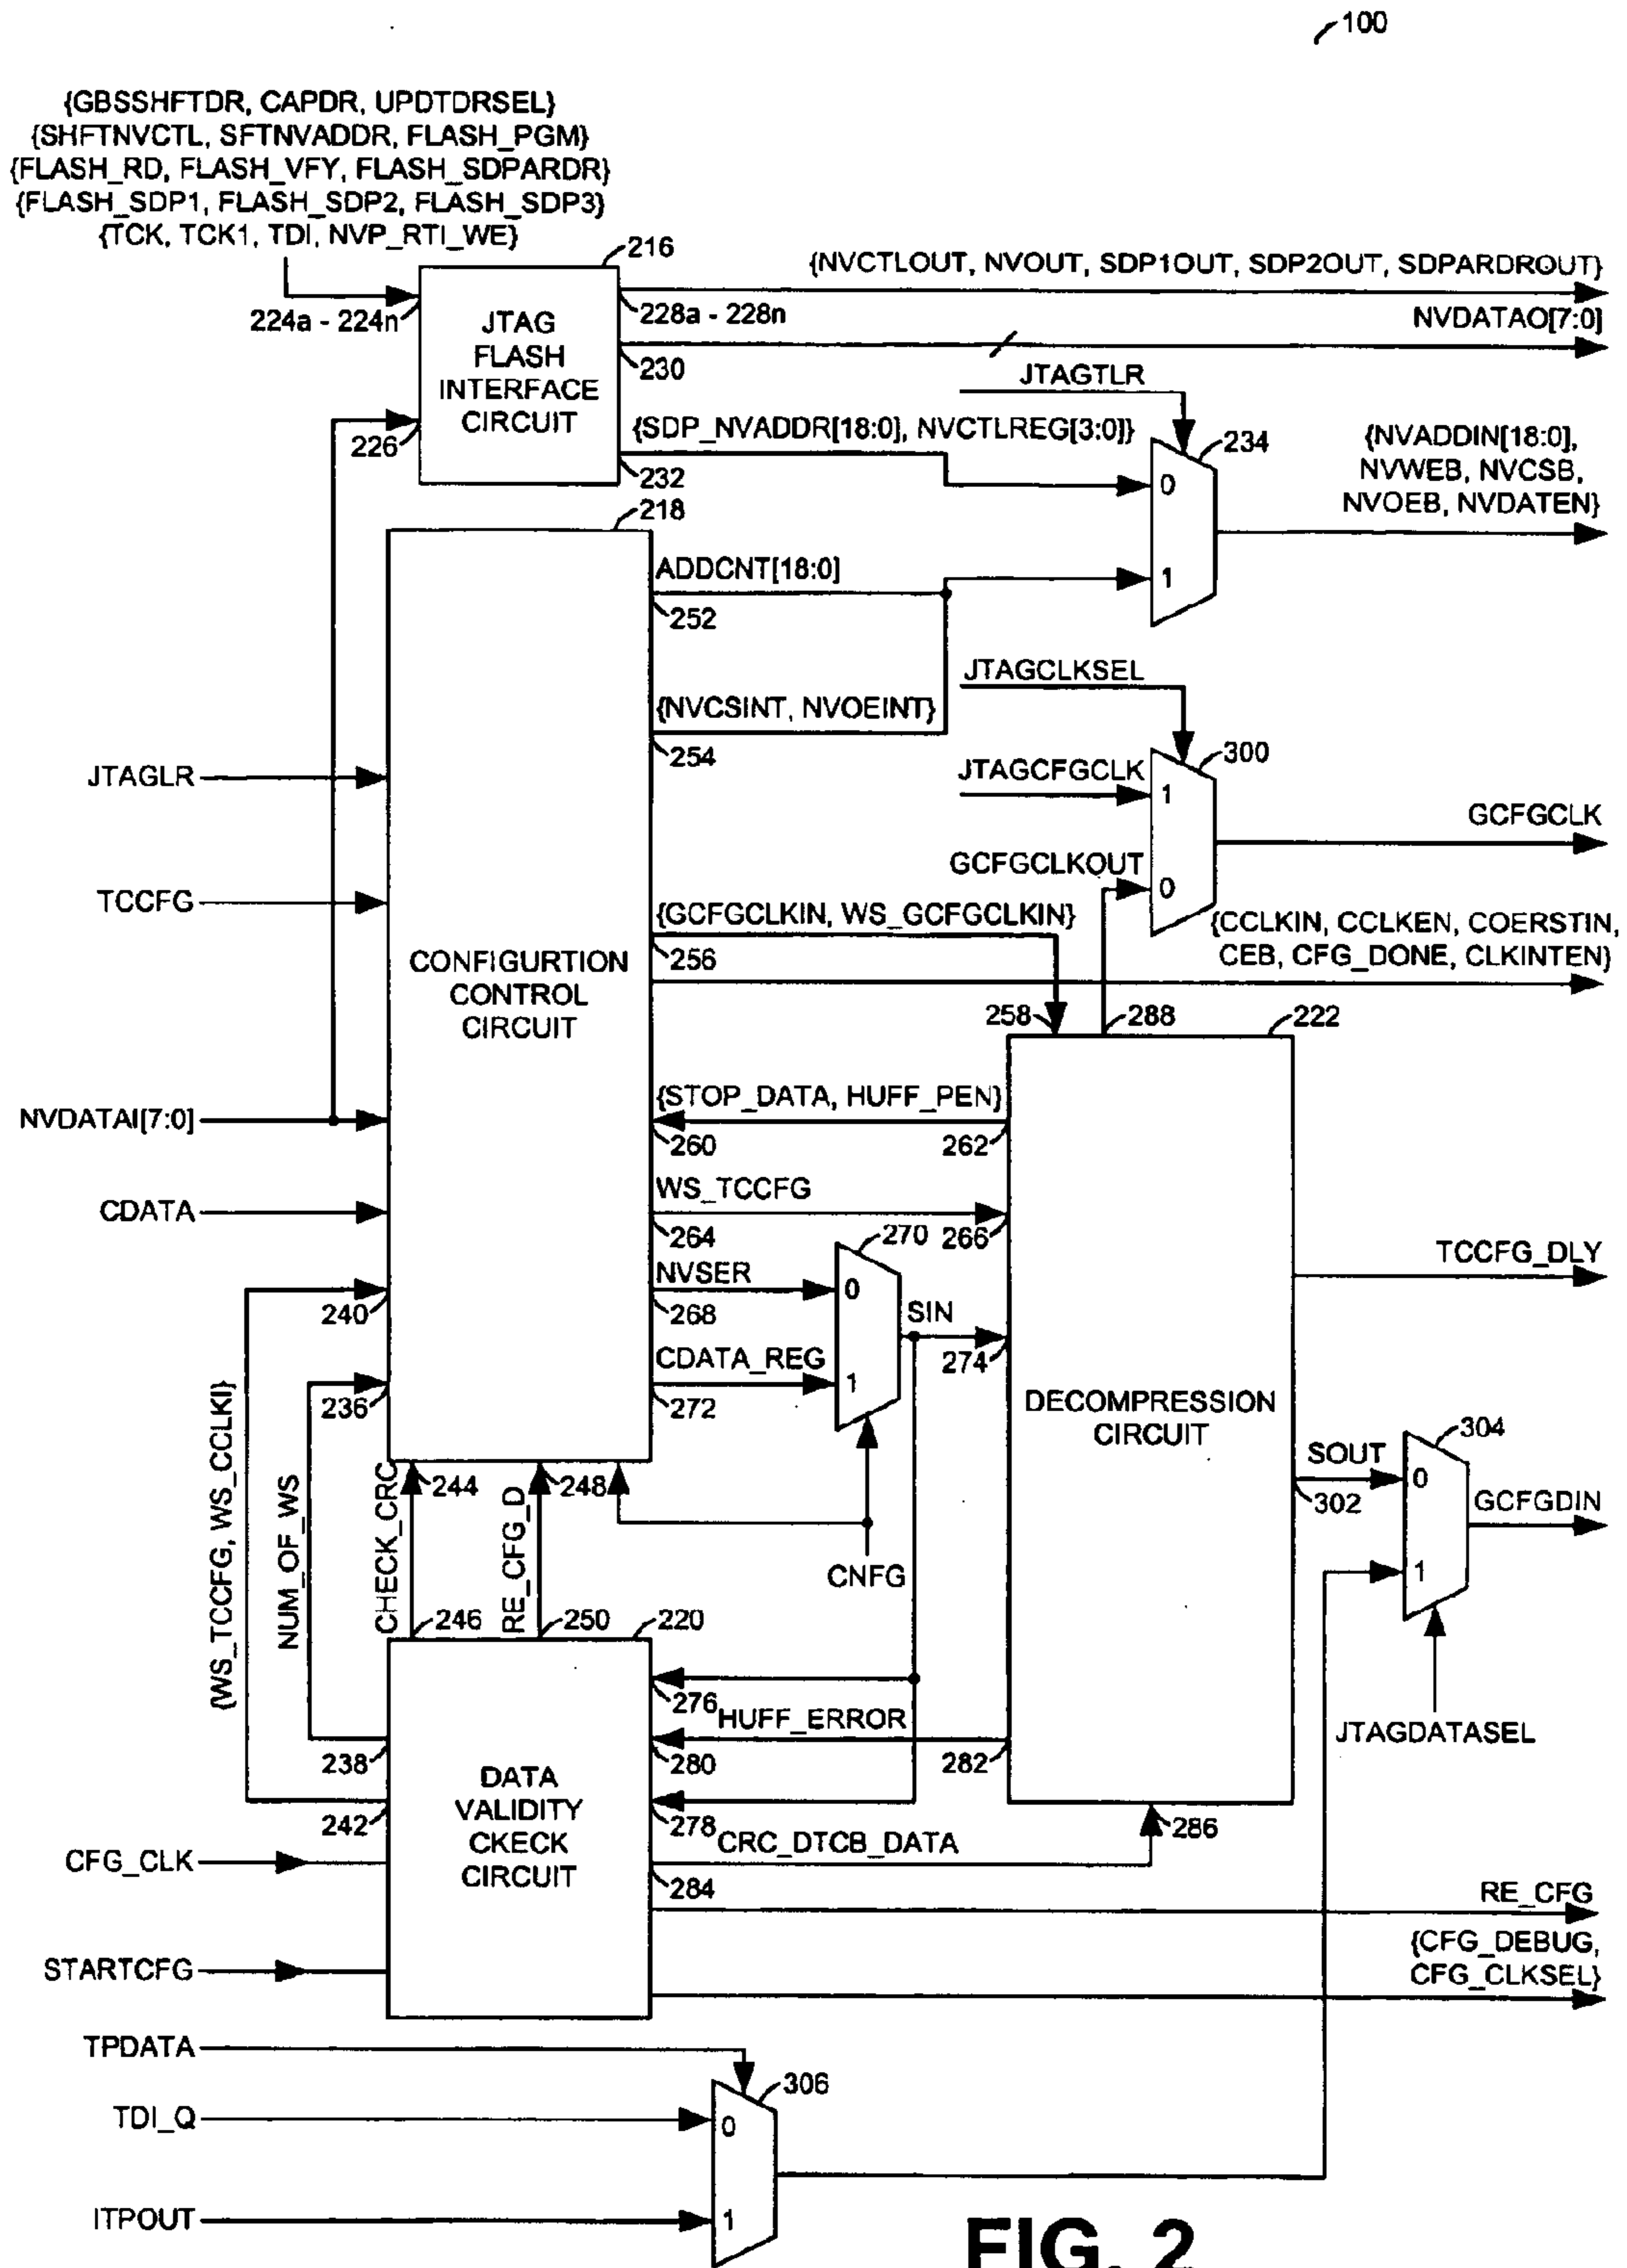 100
{GBSSHFTDR, CAPDR, UPDTDRSEL}
{SHFTNVCTL, SFTNVADDR, FLASH_PGM}
{FLASH_RD, FLASH_VFY, FLASH_SDPARDR}
{FLASH_SDP1, FLASH_SDP2, FLASH_SDP3}
{TCK, TCK1, TDI, NVP_RTI_WE}
216
{NVCTLOUT, NVOUT, SDP1OUT, SDP2OUT, SDPARDROUT}
224a - 224n
JTAG
FLASH
INTERFACE
CIRCUIT
228a - 228n
NVDATAO[7:0]
230
JTAGTLR
226
{SDP_NVADDR[18:0], NVCTLREG[3:0]}
232
234
0
1
{NVADDIN[18:0],
NVWEB, NVCSB,
NVOEB, NVDATEN}
218
ADDCNT[18:0]
252
JTAGCLKSEL
{NVCSINT, NVOEINT}
254
300
JTAGLR
JTAGCFGCLK
1
GCFGCLK
GCFGCLKOUT
0
TCCFG
{GCFGCLKIN, WS_GCFGCLKIN}
256
{CCLKIN, CCLKEN, COERSTIN,
CEB, CFG_DONE, CLKINTEN}
CONFIGURTION
CONTROL
CIRCUIT
258
288
222
NVDATAI[7:0]
{STOP_DATA, HUFF_PEN}
260
262
CDATA
WS_TCCFG
264
266
270
TCCFG_DLY
240
NVSER
268
0
SIN
274
236
CDATA_REG
272
1
DECOMPRESSION
CIRCUIT
304
{WS_TCCFG, WS_CCLKI}
NUM_OF_WS
CHECK_CRC
244
RE_CFG_D
248
CNFG
SOUT
302
0
GCFGDIN
1
246
250
220
276
HUFF_ERROR
280
282
JTAGDATASEL
238
242
DATA
VALIDITY
CKECK
CIRCUIT
278
CRC_DTCB_DATA
284
286
CFG_CLK
RE_CFG
STARTCFG
{CFG_DEBUG,
CFG_CLKSEL}
TPDATA
306
TDI_Q
0
ITPOUT
1
FIG. 2